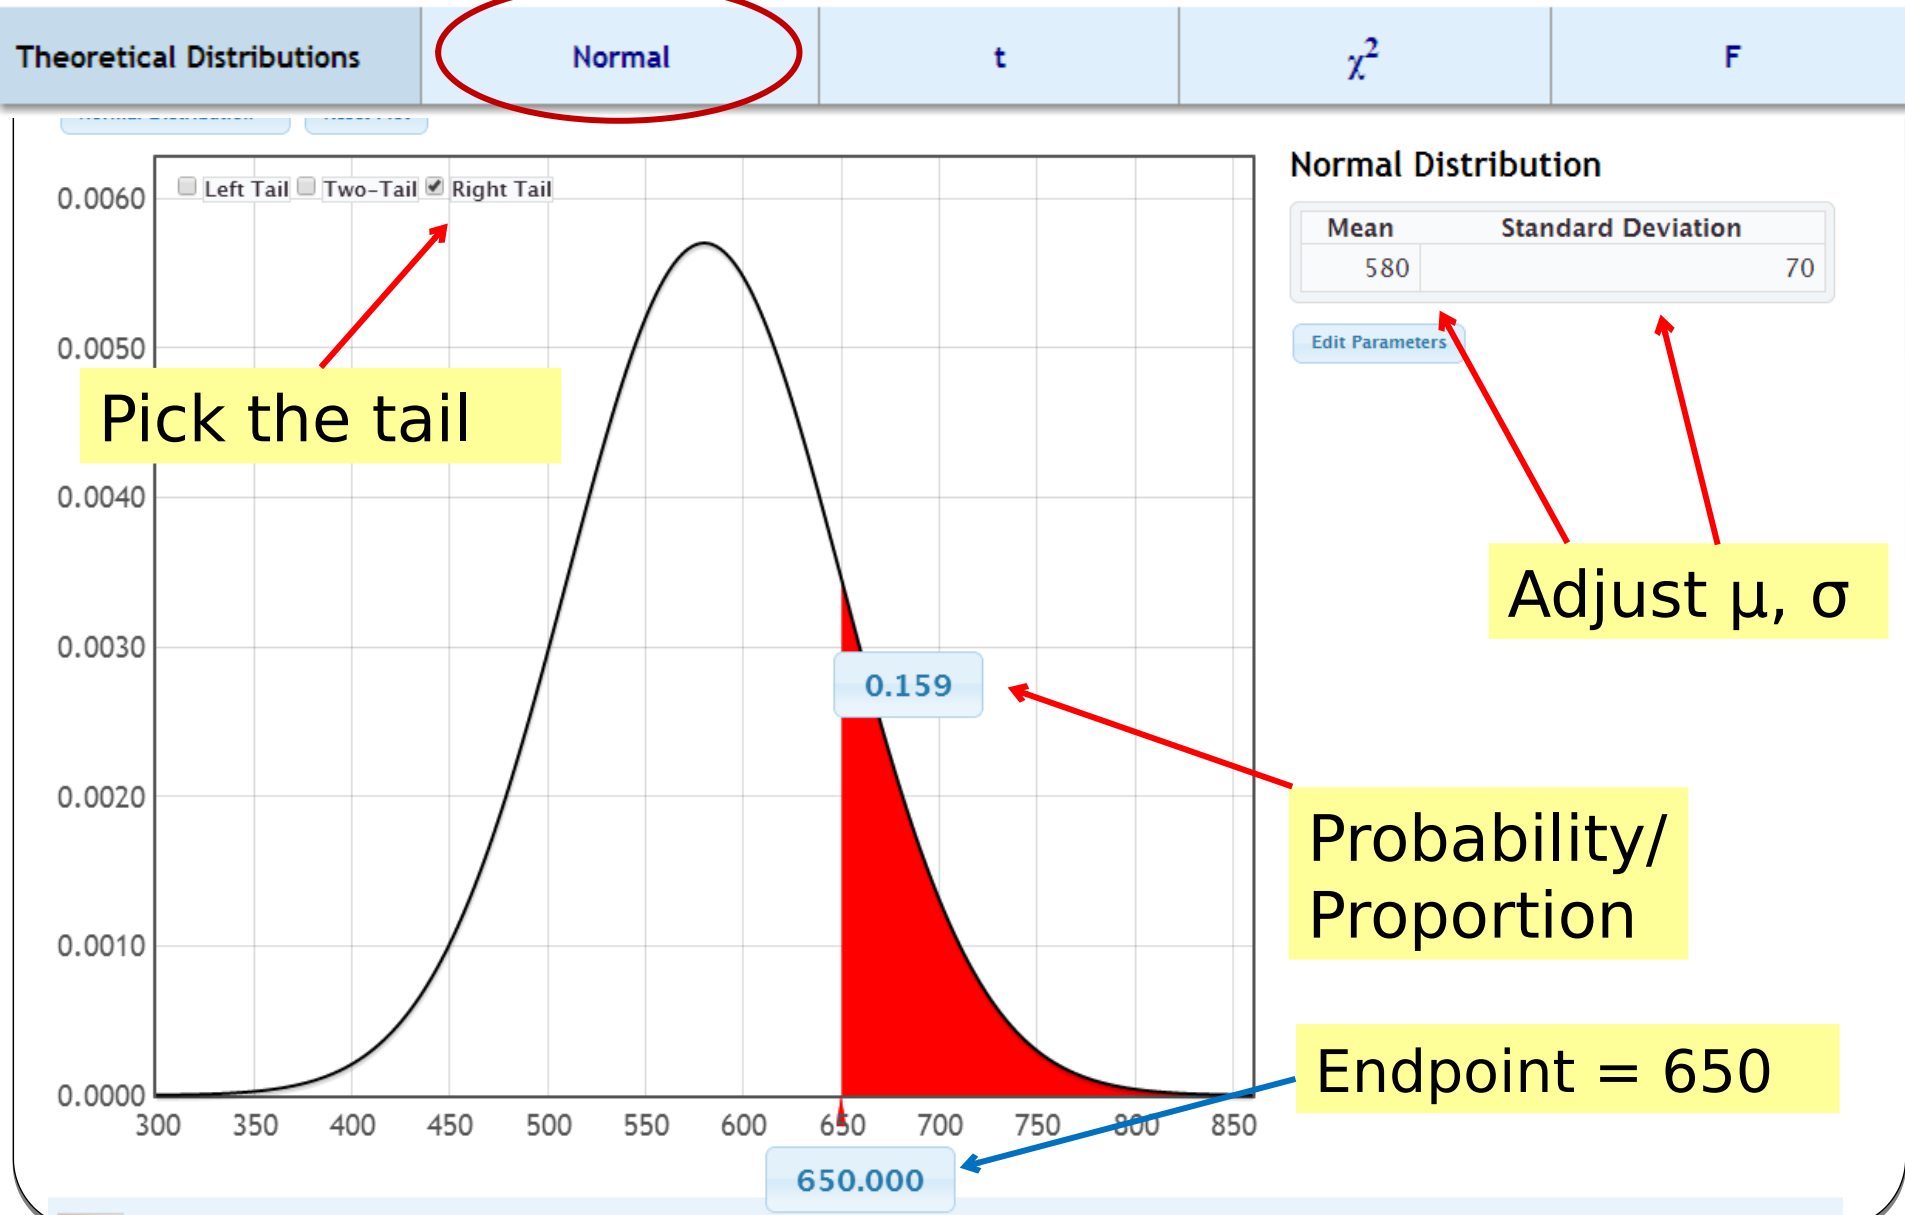 Theoretical Distributions Normal t χ² F
Left Tail Two-Tail Right Tail
0.0060
0.0050
0.0040
0.0030
0.0020
0.0010
0.0000
300 350 400 450 500 550 600 650 700 750 800 850
Pick the tail
0.159
650.000
Normal Distribution
Mean Standard Deviation
580 70
Edit Parameters
Adjust μ, σ
Probability/
Proportion
Endpoint = 650